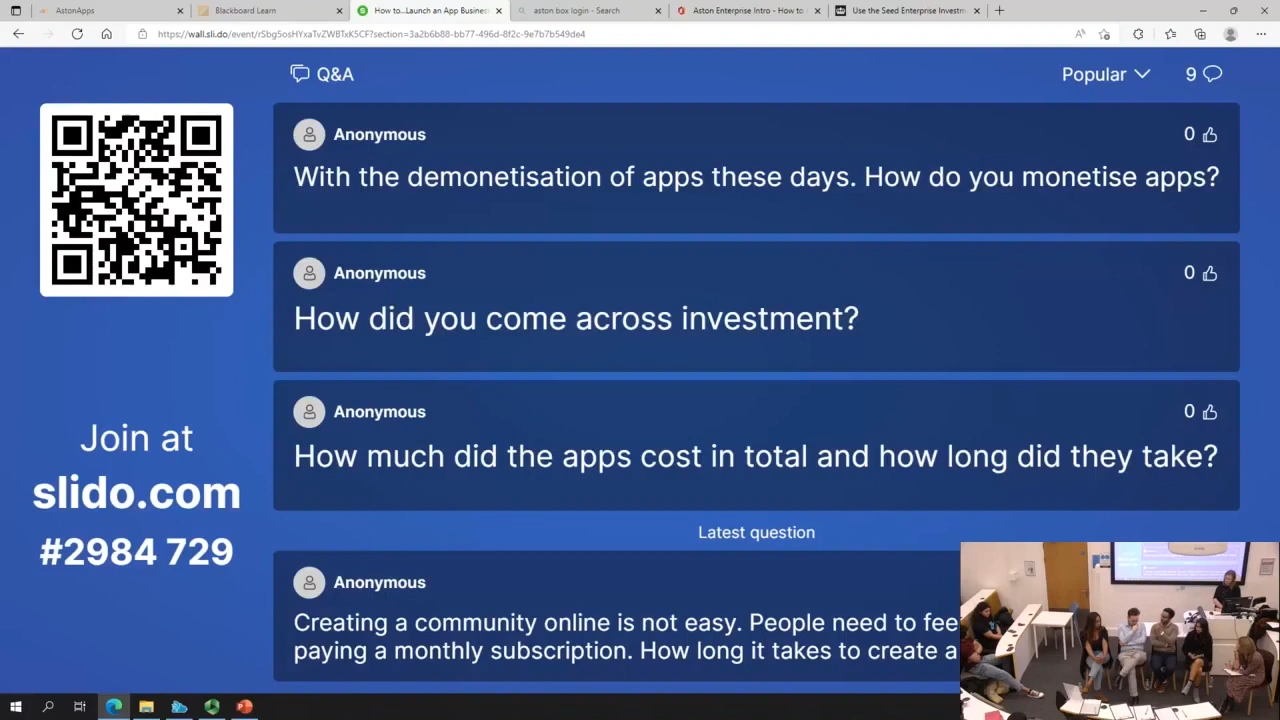 AstonApps
Blackboard Learn
How to...Launch an App Busines
aston box login - Search
Aston Enterprise Intro - How to
Use the Seed Enterprise Investm
https://wall.sli.do/event/rSbg5osHYxaTvZWBTxK5CF?section=3a2b6b88-bb77-496d-8f2c-9e7b7b549de4
Q&A
Popular
9
Anonymous
0
With the demonetisation of apps these days. How do you monetise apps?
Anonymous
0
How did you come across investment?
Anonymous
0
How much did the apps cost in total and how long did they take?
Join at
slido.com
#2984 729
Latest question
Anonymous
Creating a community online is not easy. People need to fee
paying a monthly subscription. How long it takes to create a